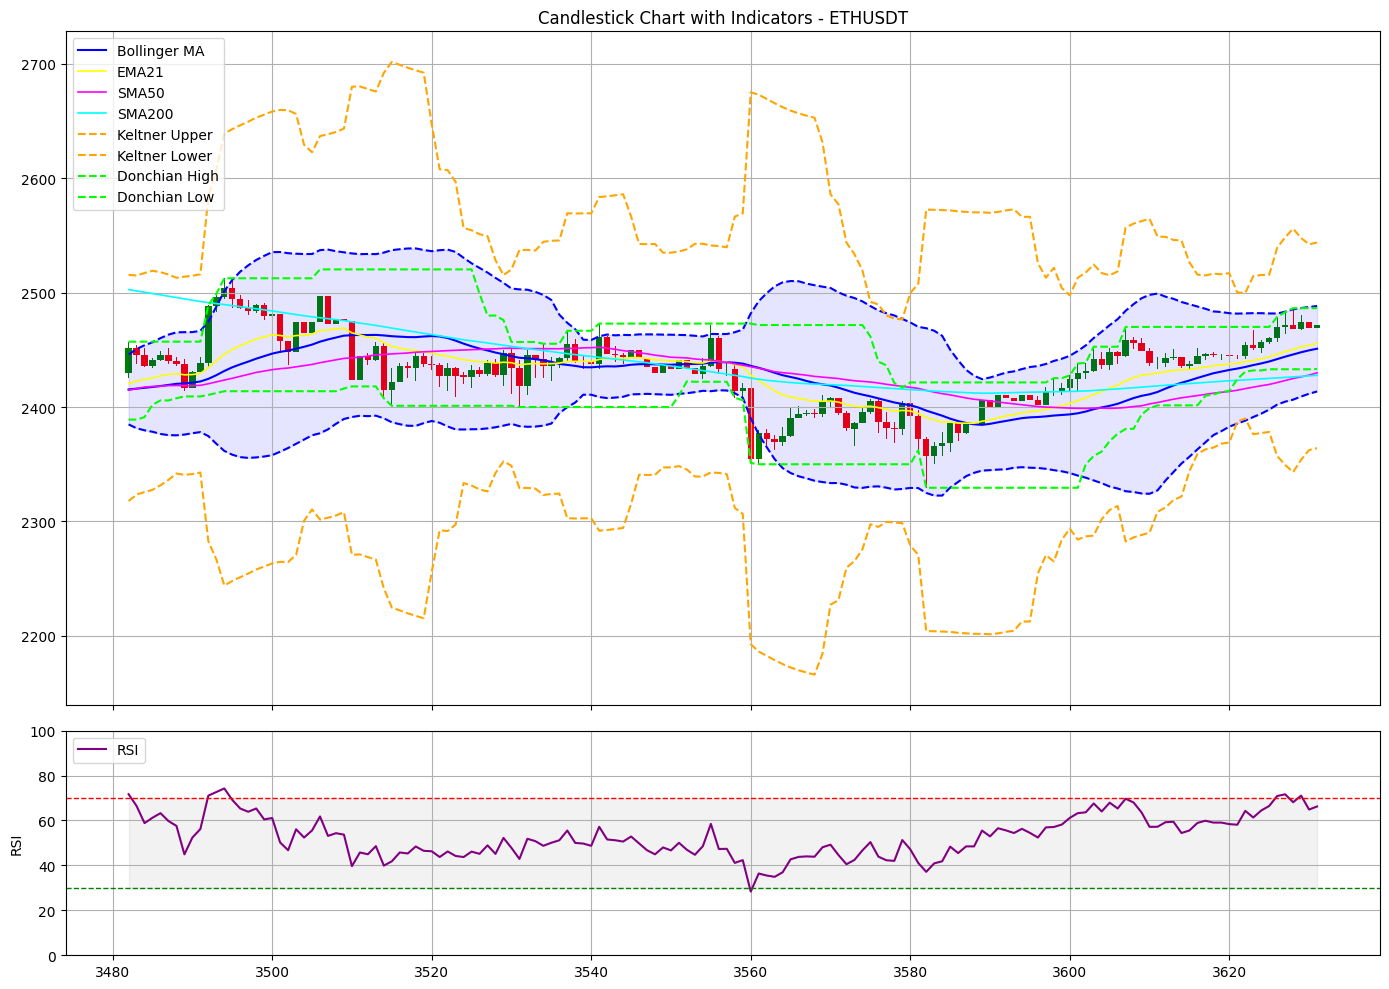 Candlestick Chart with Indicators - ETHUSDT
Bollinger MA
EMA21
SMA50
SMA200
Keltner Upper
Keltner Lower
Donchian High
Donchian Low
2700
2600
2500
2400
2300
2200
RSI
100
80
60
40
20
0
RSI
3480 3500 3520 3540 3560 3580 3600 3620